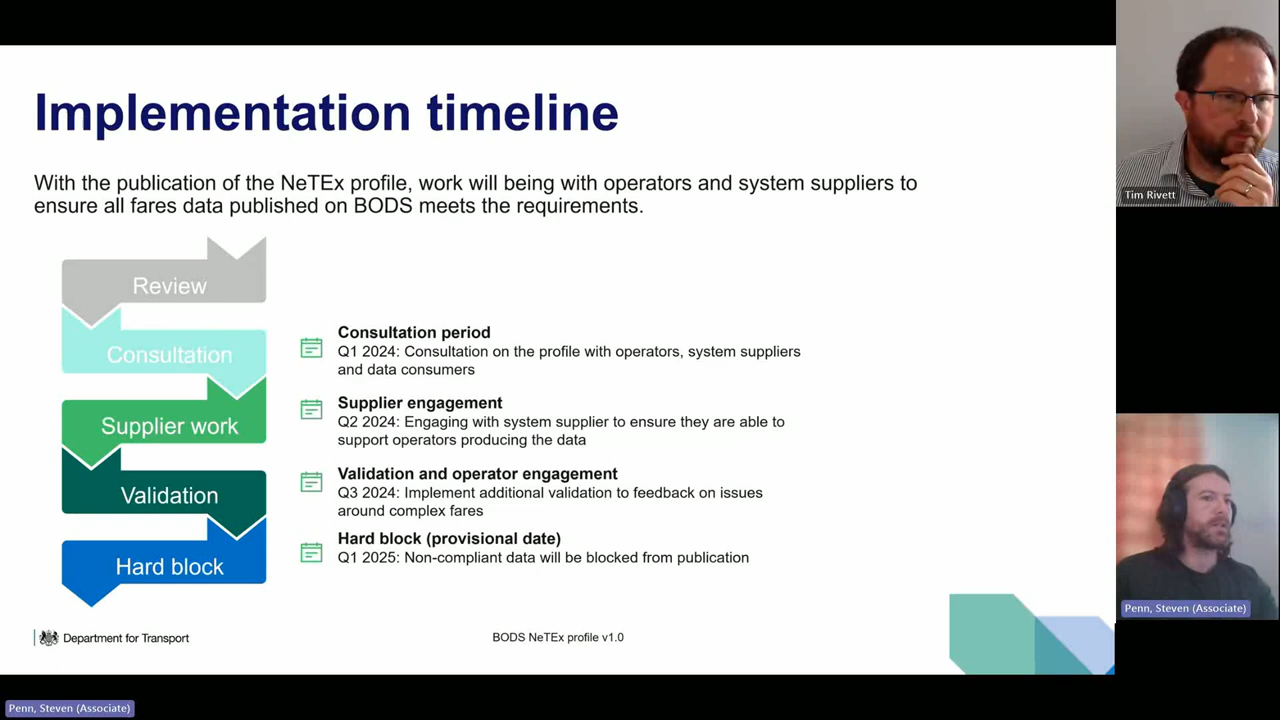 Implementation timeline
With the publication of the NeTEx profile, work will being with operators and system suppliers to
ensure all fares data published on BODS meets the requirements.
Review
Consultation
Supplier work
Validation
Hard block
Consultation period
Q1 2024: Consultation on the profile with operators, system suppliers
and data consumers
Supplier engagement
Q2 2024: Engaging with system supplier to ensure they are able to
support operators producing the data
Validation and operator engagement
Q3 2024: Implement additional validation to feedback on issues
around complex fares
Hard block (provisional date)
Q1 2025: Non-compliant data will be blocked from publication
Department for Transport
BODS NeTEx profile v1.0
Tim Rivett
Penn, Steven (Associate)
Penn, Steven (Associate)